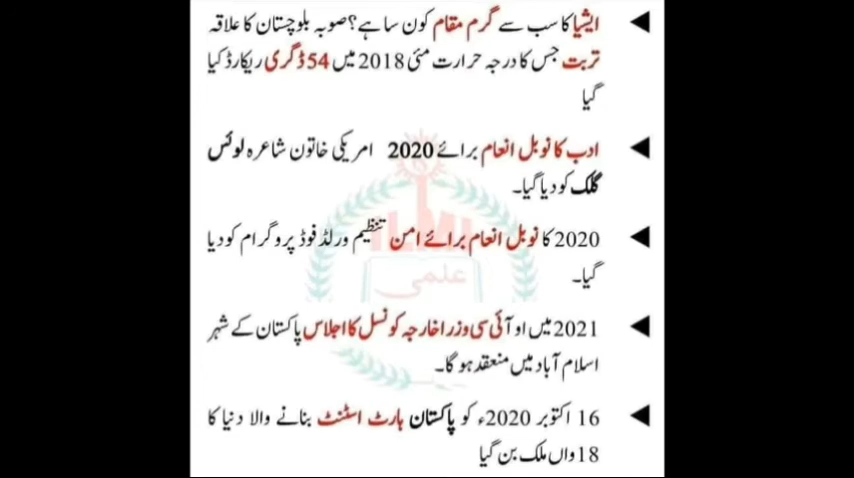 ایشیا کا سب سے گرم مقام کون سا ہے؟ صوبہ بلوچستان کا علاقہ
تربت جس کا درجہ حرارت مئی 2018 میں 54 ڈگری ریکارڈ کیا
گیا
ادب کا نوبل انعام برائے 2020 امریکی خاتون شاعرہ لوئس
گلک کو دیا گیا۔
2020 کا نوبل انعام برائے امن تنظیم ورلڈ فوڈ پروگرام کو دیا
گیا۔
2021 میں او آئی سی وزرا خارجہ کونسل کا اجلاس پاکستان کے شہر
اسلام آباد میں منعقد ہو گا۔
16 اکتوبر 2020ء کو پاکستان ہارٹ اسٹنٹ بنانے والا دنیا کا
18 واں ملک بن گیا
ILMI
علمی